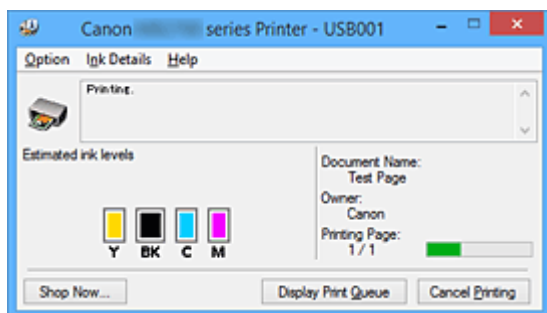 Canon series Printer - USB001
Option Ink Details Help
Printing.
Estimated ink levels
Document Name:
Test Page
Owner:
Canon
Printing Page:
1 / 1
Y BK C M
Shop Now... Display Print Queue Cancel Printing